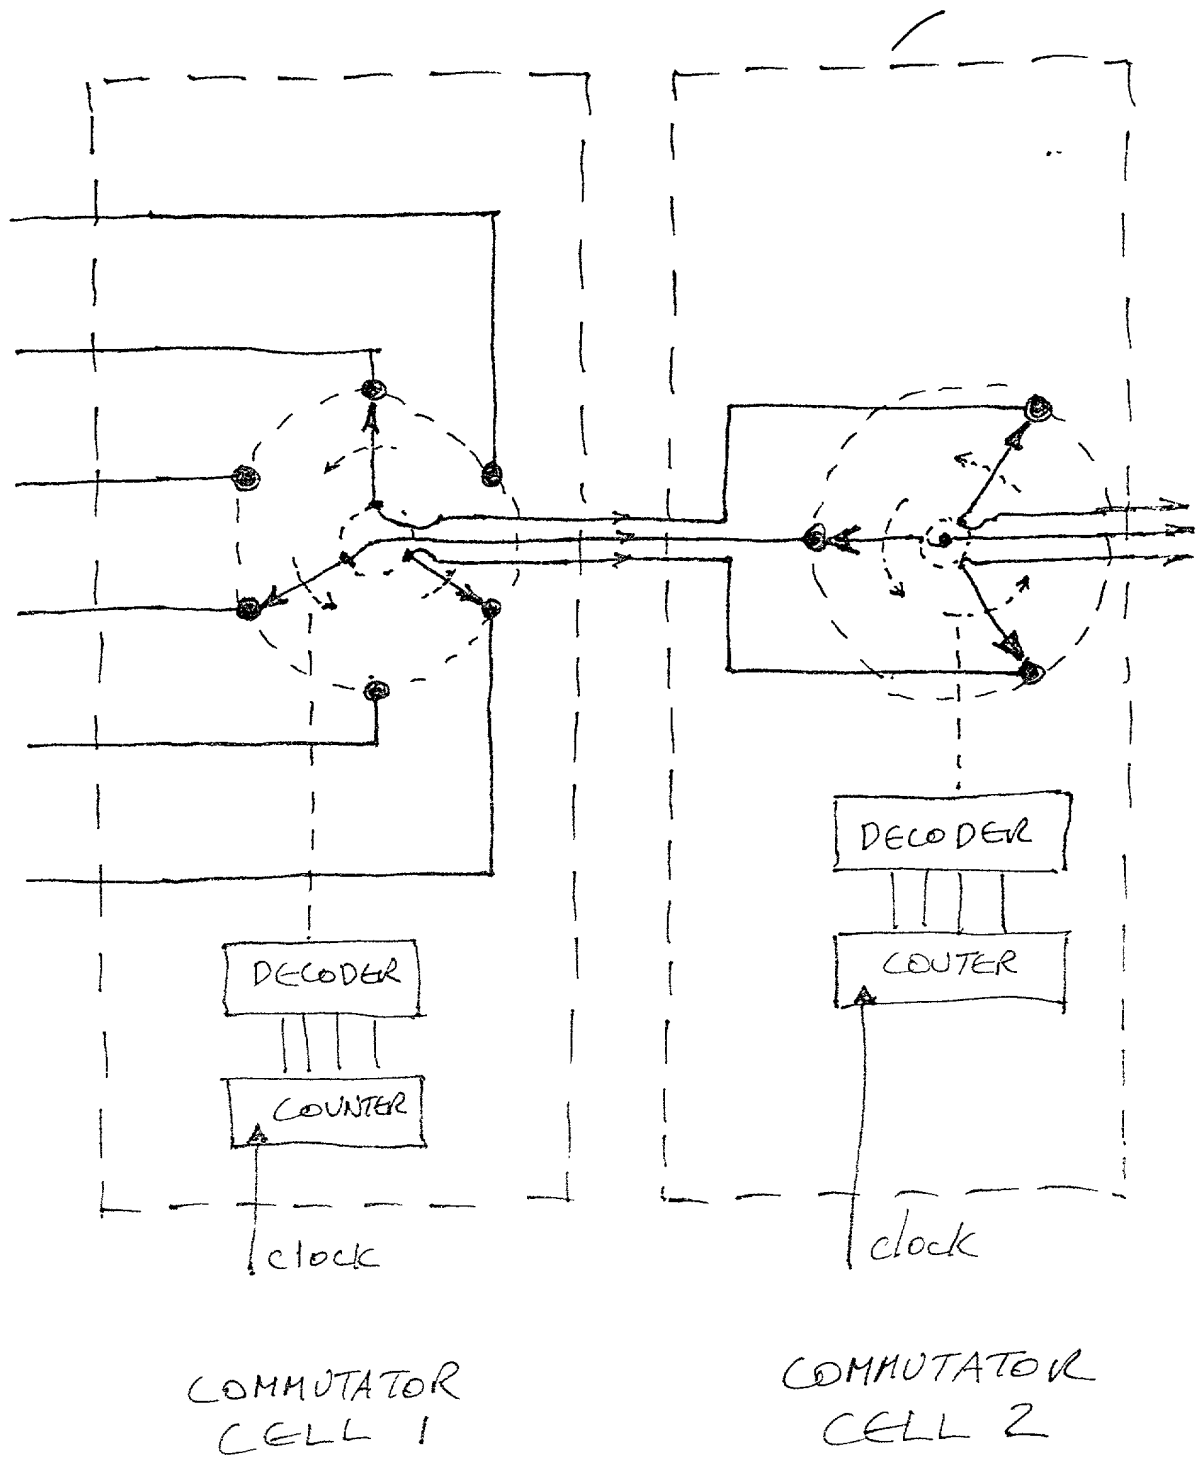 DECODER
COUNTER
clock
COMMUTATOR
CELL 1
DECODER
COUTER
clock
COMMUTATOR
CELL 2